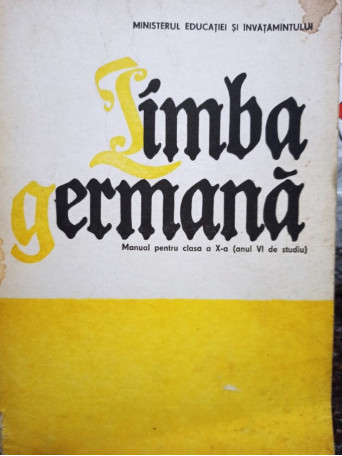 MINISTERUL EDUCAȚIEI ȘI ÎNVĂȚĂMÎNTULUI
Limba
germană
Manual pentru clasa a X-a (anul VI de studiu)